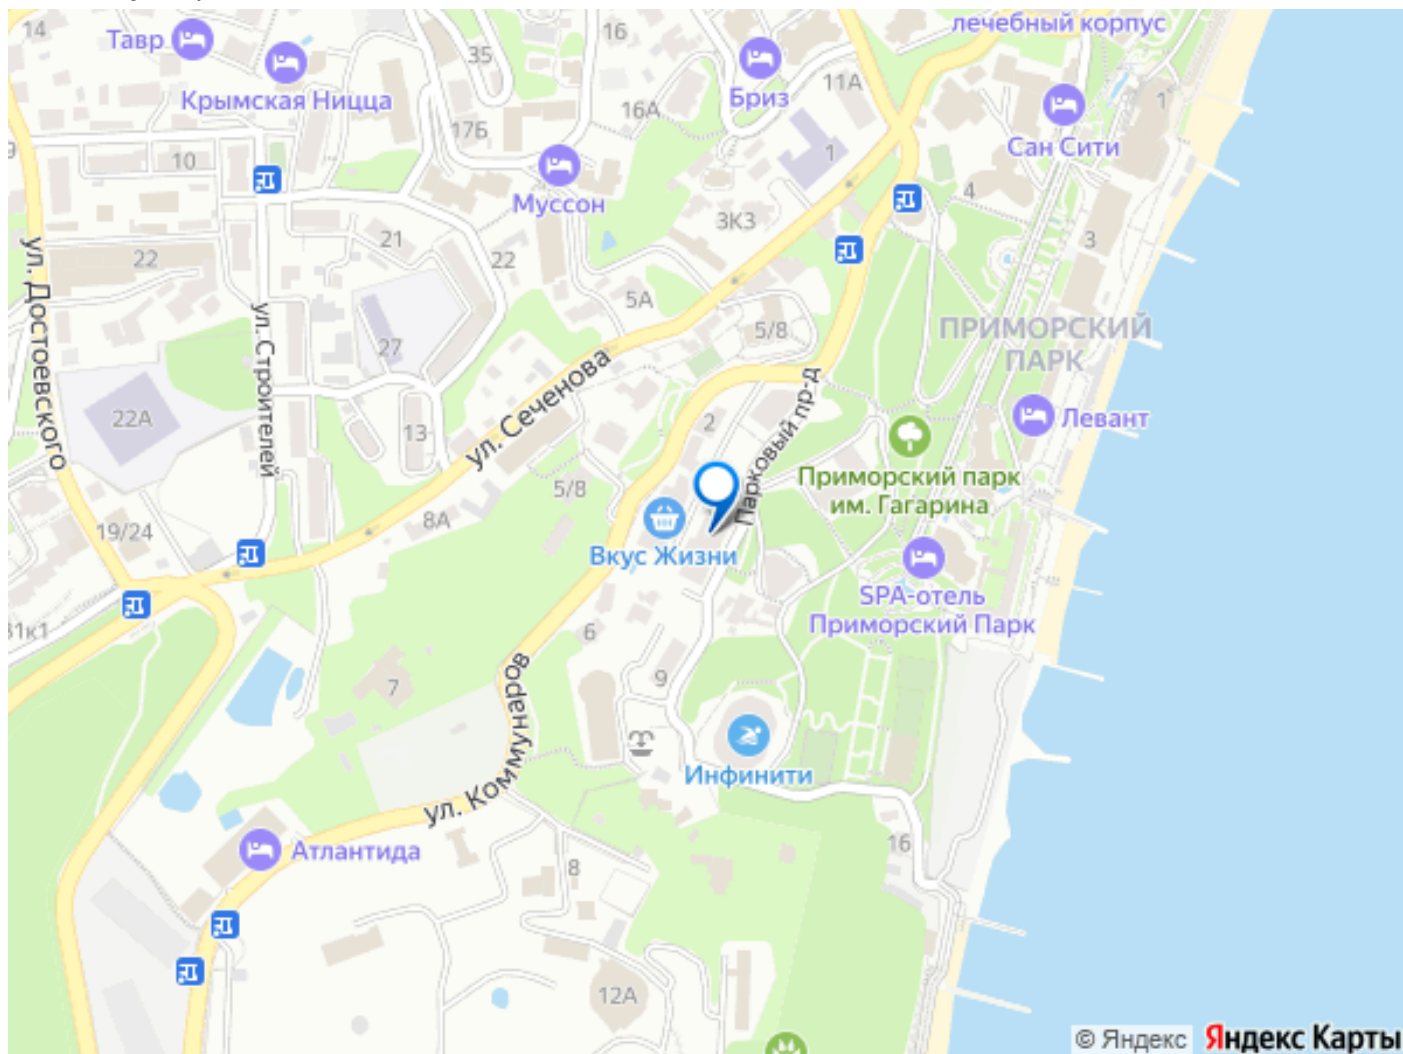 14
Тавр
Крымская Ницца
35
16
16А
17Б
Бриз
11А
лечебный корпус
1
Сан Сити
10
Муссон
1
4
3К3
21
22
22
3
ул. Достоевского
ул. Строителей
5А
5/8
27
ПРИМОРСКИЙ
ПАРК
22А
13
ул. Сеченова
2
Парковый пр-д
Левант
Приморский парк
им. Гагарина
5/8
8А
19/24
Вкус Жизни
SPA-отель
Приморский Парк
31к1
6
7
9
ул. Коммунаров
Инфинити
Атлантида
8
16
12А
© Яндекс Яндекс Карты